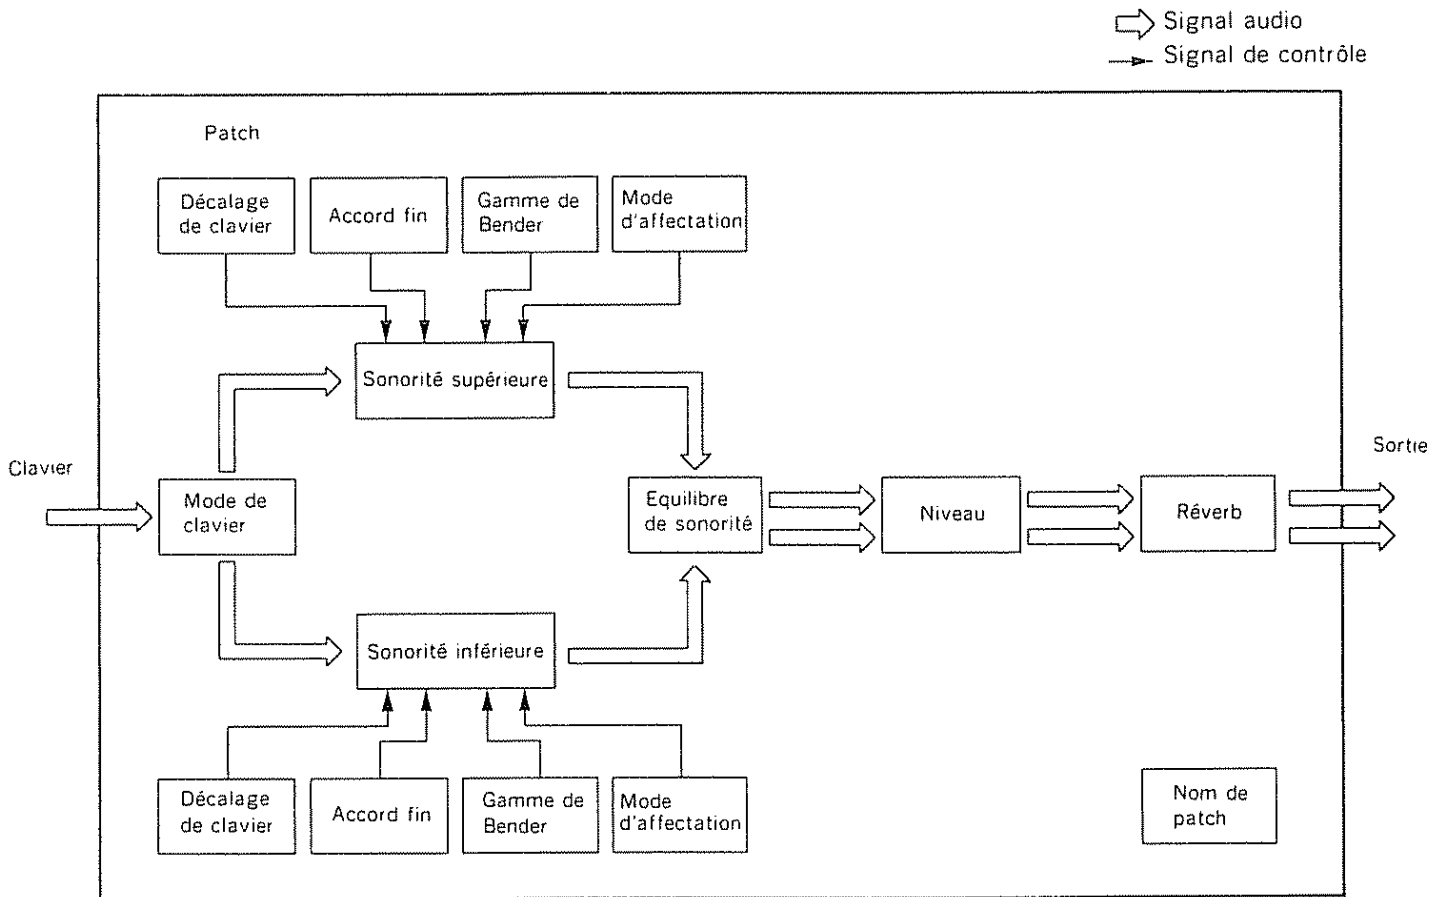 Signal audio
Signal de contrôle
Patch
Décalage
de clavier
Accord fin
Gamme de
Bender
Mode
d'affectation
Sonorité supérieure
Clavier
Mode de
clavier
Equilibre
de sonorité
Niveau
Réverb
Sortie
Sonorité inférieure
Décalage
de clavier
Accord fin
Gamme de
Bender
Mode
d'affectation
Nom de
patch